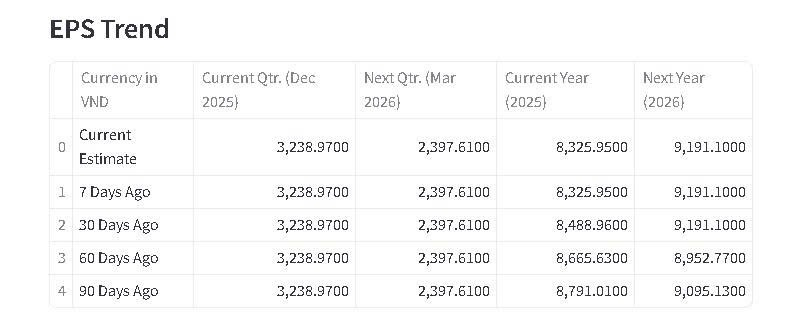 EPS Trend
Currency in VND Current Qtr. (Dec 2025) Next Qtr. (Mar 2026) Current Year (2025) Next Year (2026)
0 Current Estimate 3,238.9700 2,397.6100 8,325.9500 9,191.1000
1 7 Days Ago 3,238.9700 2,397.6100 8,325.9500 9,191.1000
2 30 Days Ago 3,238.9700 2,397.6100 8,488.9600 9,191.1000
3 60 Days Ago 3,238.9700 2,397.6100 8,665.6300 8,952.7700
4 90 Days Ago 3,238.9700 2,397.6100 8,791.0100 9,095.1300